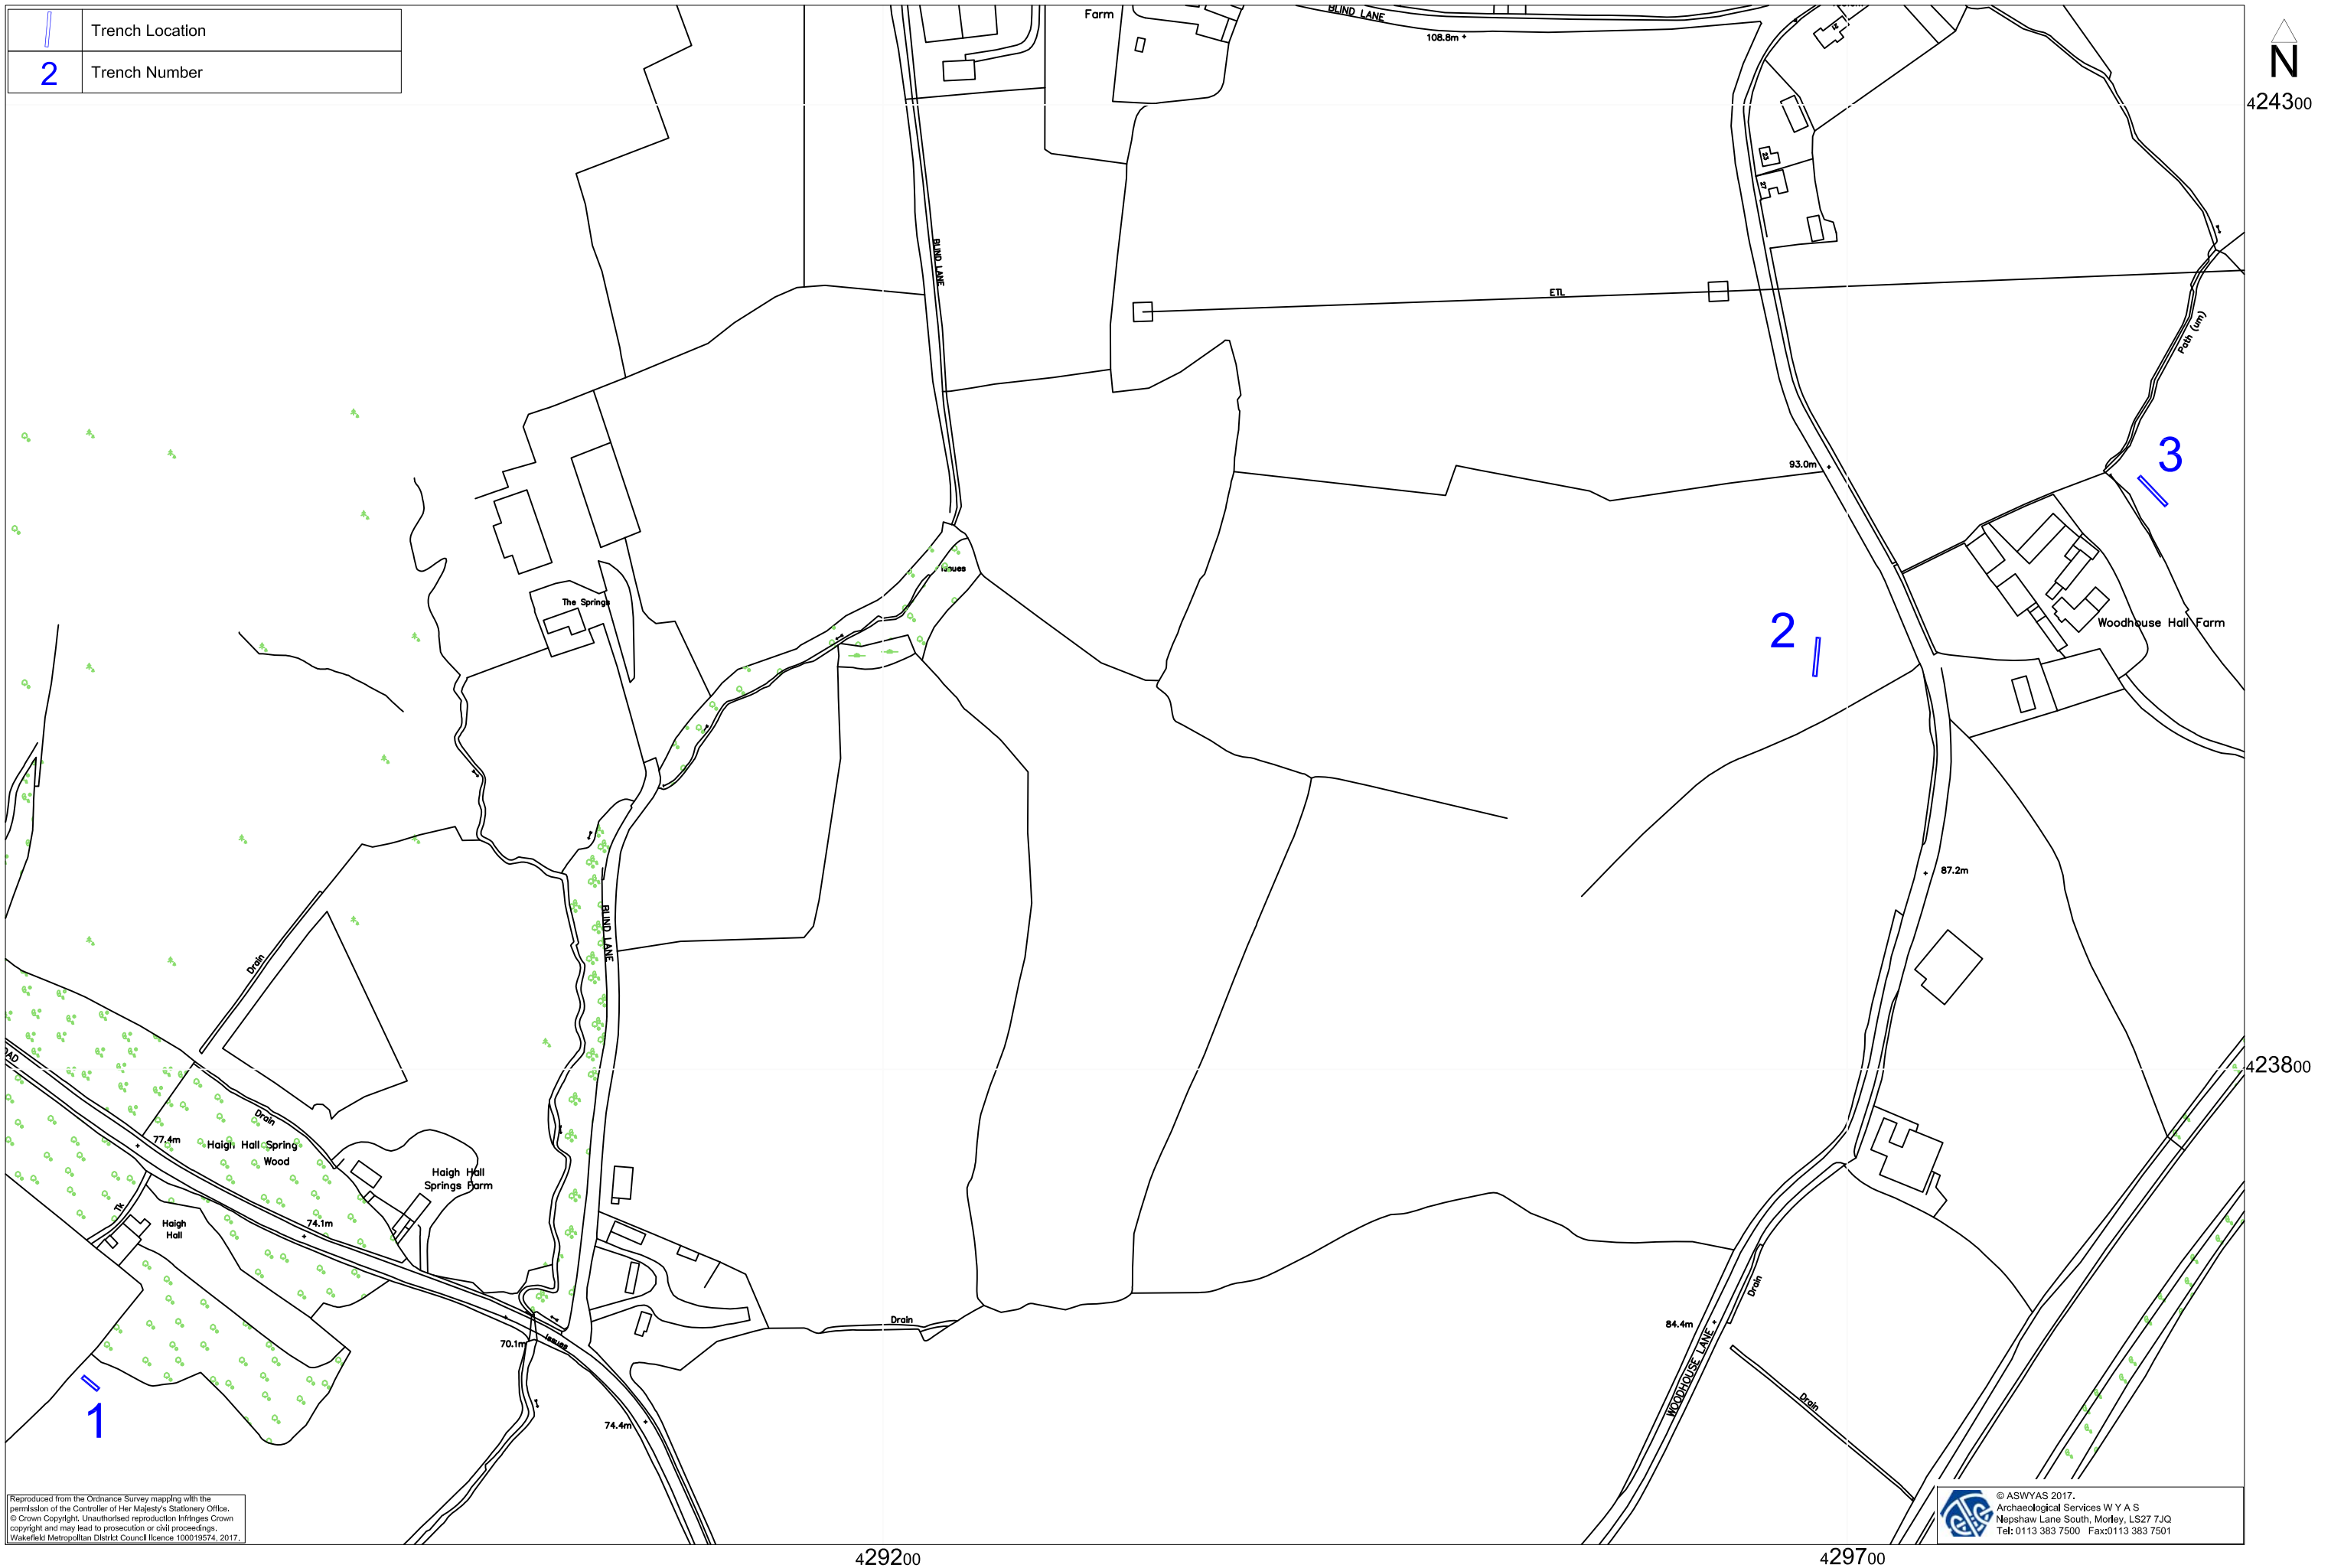 Trench Location
2
Trench Number
Farm
BLIND LANE
108.8m
12
N
424300
23
27
BLIND LANE
ETL
Path (um)
93.0m
3
Issues
The Springs
2
Woodhouse Hall Farm
87.2m
BLIND LANE
Drain
423800
77.4m
Drain
Haigh Hall Spring
Wood
Haigh Hall
Springs Farm
Tk
Haigh
Hall
74.1m
Drain
Drain
84.4m
70.1m
Issues
WOODHOUSE LANE
Drain
1
74.4m
Reproduced from the Ordnance Survey mapping with the
permission of the Controller of Her Majesty's Stationery Office.
© Crown Copyright. Unauthorised reproduction infringes Crown
copyright and may lead to prosecution or civil proceedings.
Wakefield Metropolitan District Council licence 100019574, 2017.
© ASWYAS 2017.
Archaeological Services W Y A S
Nepshaw Lane South, Morley, LS27 7JQ
Tel: 0113 383 7500 Fax:0113 383 7501
429200
429700